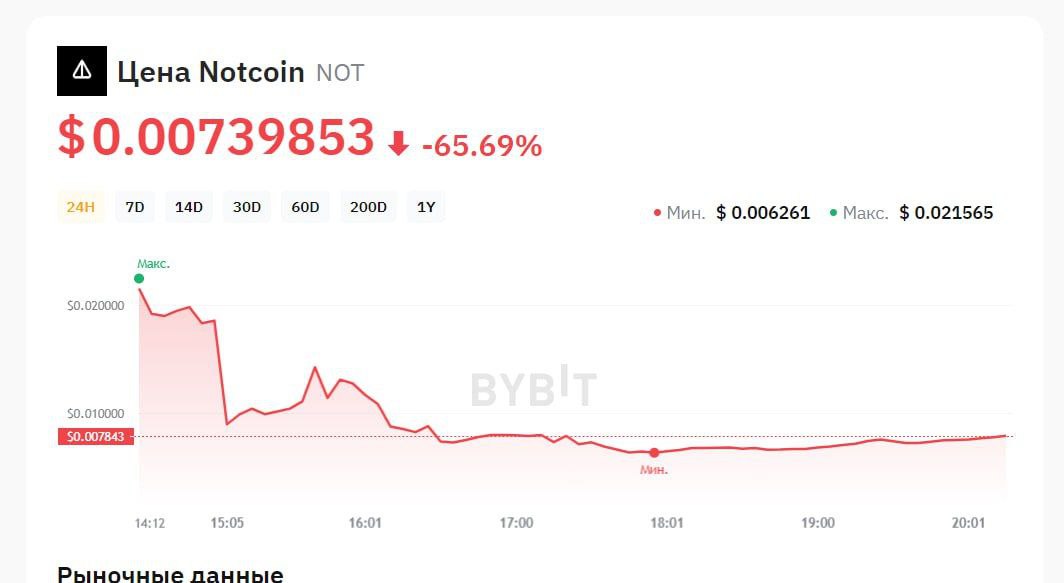 Цена Notcoin NOT
$ 0.00739853 -65.69%
24H 7D 14D 30D 60D 200D 1Y
Мин. $ 0.006261 Макс. $ 0.021565
Макс.
$0.020000
BYBIT
$0.010000
$0.007843
Мин.
14:12 15:05 16:01 17:00 18:01 19:00 20:01
Рыночные данные